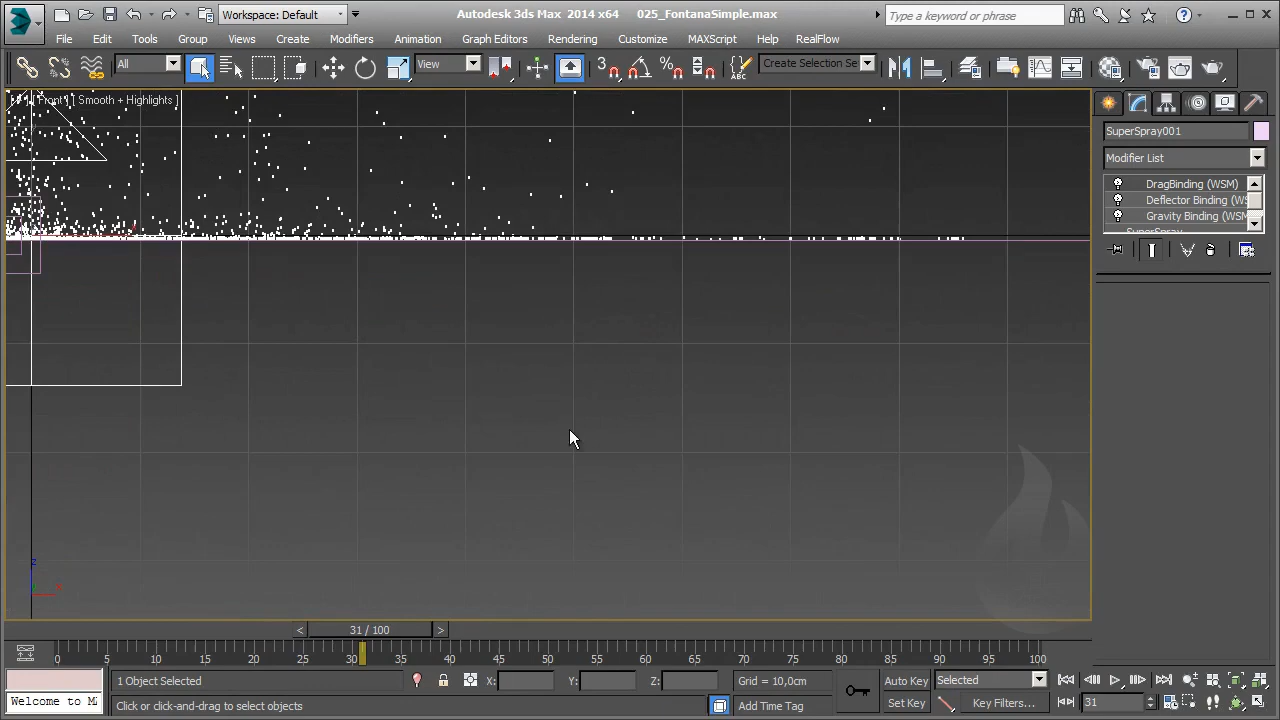 Workspace: Default
Autodesk 3ds Max 2014 x64 025_FontanaSimple.max
Type a keyword or phrase
File Edit Tools Group Views Create Modifiers Animation Graph Editors Rendering Customize MAXScript Help RealFlow
All
View
3
Create Selection Se
Front ] [ Smooth + Highlights ]
SuperSpray001
Modifier List
DragBinding (WSM)
Deflector Binding (WS
Gravity Binding (WSM
SuperSpray
z
x
< 31 / 100 >
0 5 10 15 20 25 30 35 40 45 50 55 60 65 70 75 80 85 90 95 100
1 Object Selected
X: Y: Z:
Grid = 10,0cm
Auto Key
Selected
Welcome to M
Click or click-and-drag to select objects
Add Time Tag
Set Key
Key Filters...
31